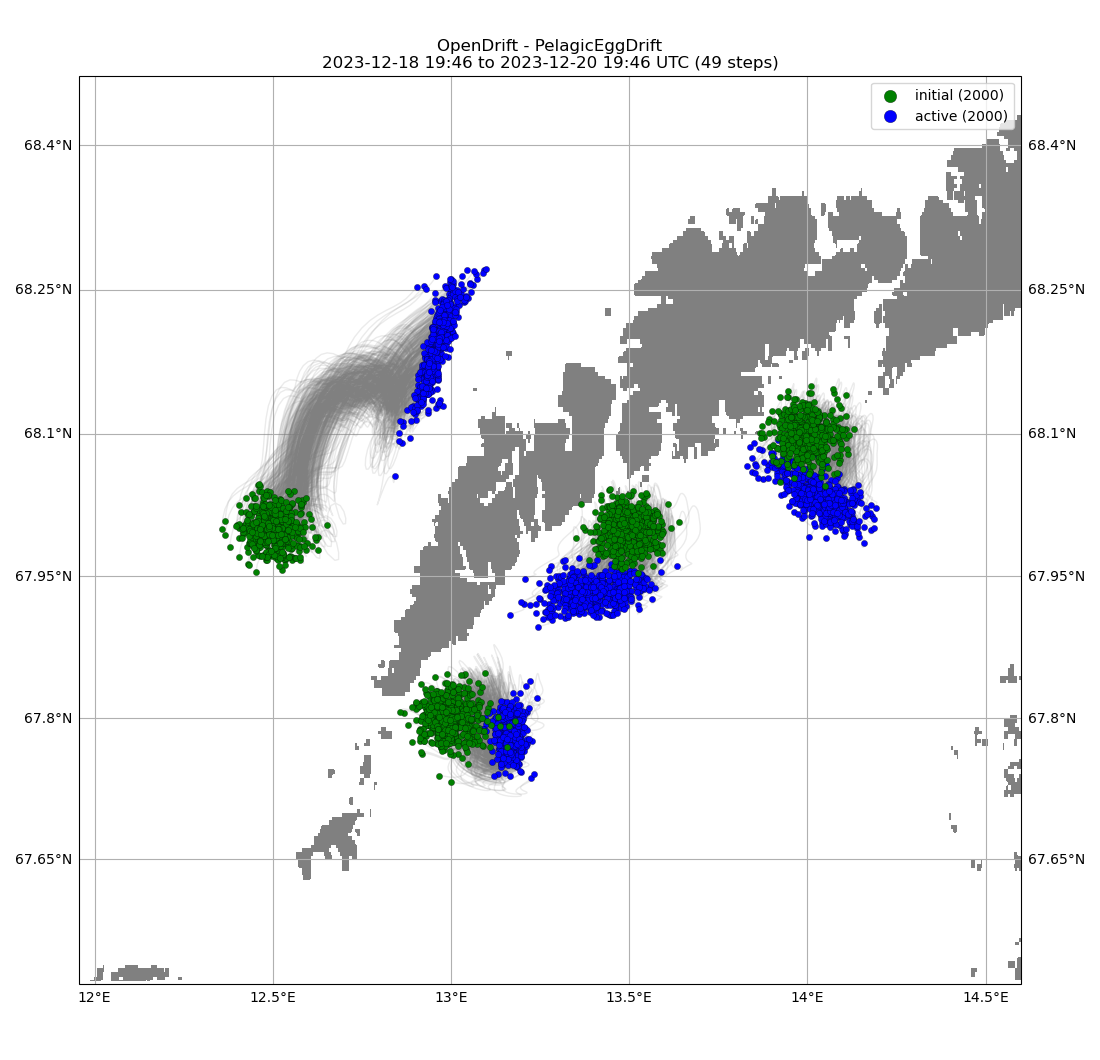 OpenDrift - PelagicEggDrift
2023-12-18 19:46 to 2023-12-20 19:46 UTC (49 steps)
initial (2000)
active (2000)
68.4°N
68.4°N
68.25°N
68.25°N
68.1°N
68.1°N
67.95°N
67.95°N
67.8°N
67.8°N
67.65°N
67.65°N
12°E
12.5°E
13°E
13.5°E
14°E
14.5°E